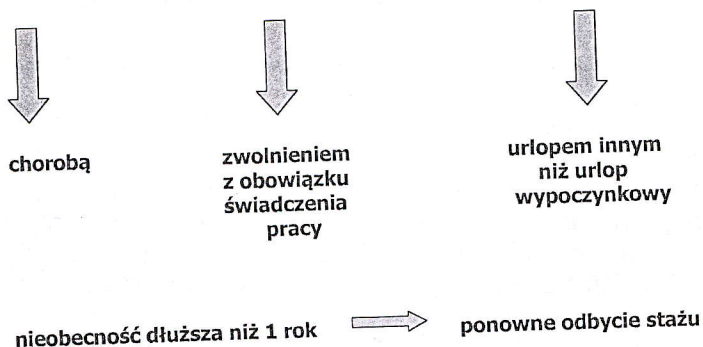 chorobą
zwolnieniem
z obowiązku
świadczenia
pracy
urlopem innym
niż urlop
wypoczynkowy
nieobecność dłuższa niż 1 rok
ponowne odbycie stażu